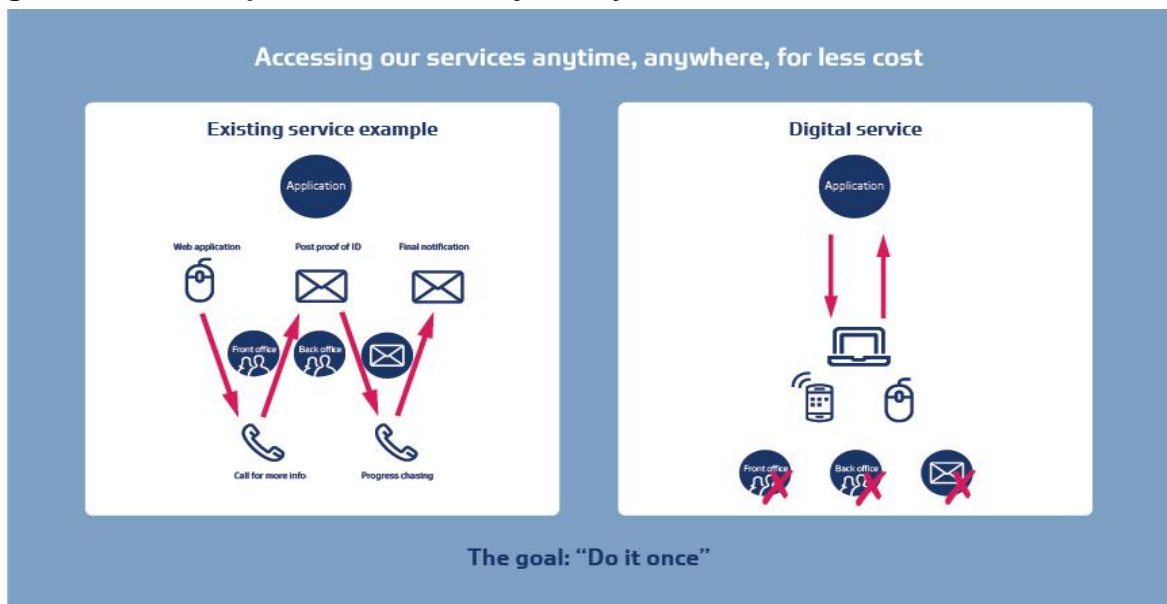 Accessing our services anytime, anywhere, for less cost
Existing service example
Application
Web application
Post proof of ID
Final notification
Front office
Back office
Call for more info
Progress chasing
Digital service
Application
Front office
Back office
The goal: “Do it once”